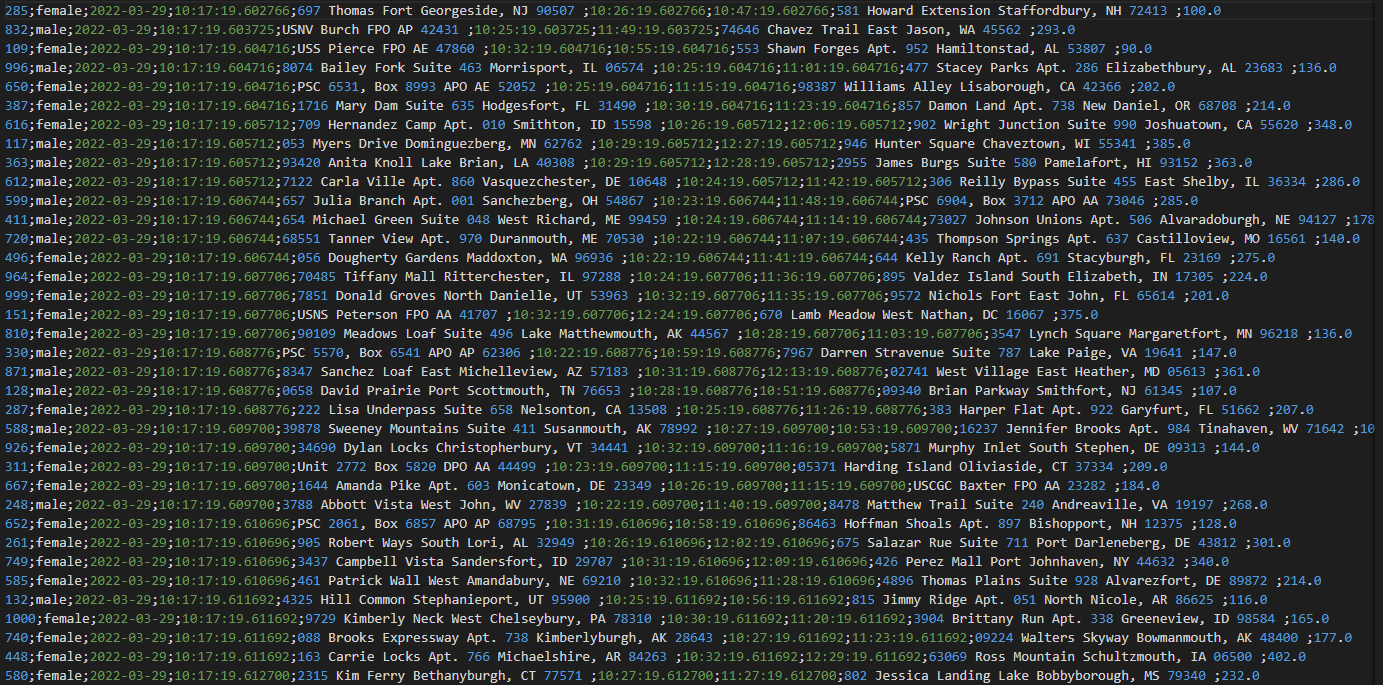 285;female;2022-03-29;10:17:19.602766;697 Thomas Fort Georgeside, NJ 90507 ;10:26:19.602766;10:47:19.602766;581 Howard Extension Staffordbury, NH 72413 ;100.0
832;male;2022-03-29;10:17:19.603725;USNV Burch FPO AP 42431 ;10:25:19.603725;11:49:19.603725;74646 Chavez Trail East Jason, WA 45562 ;293.0
109;female;2022-03-29;10:17:19.604716;USS Pierce FPO AE 47860 ;10:32:19.604716;10:55:19.604716;553 Shawn Forges Apt. 952 Hamiltonstad, AL 53807 ;90.0
996;male;2022-03-29;10:17:19.604716;8074 Bailey Fork Suite 463 Morrisport, IL 06574 ;10:25:19.604716;11:01:19.604716;477 Stacey Parks Apt. 286 Elizabethbury, AL 23683 ;136.0
650;male;2022-03-29;10:17:19.604716;PSC 6531, Box 8993 APO AE 52052 ;10:25:19.604716;11:15:19.604716;98387 Williams Alley Lisaborough, CA 42366 ;202.0
387;female;2022-03-29;10:17:19.604716;1716 Mary Dam Suite 635 Hodgesfort, FL 31490 ;10:30:19.604716;11:23:19.604716;857 Damon Land Apt. 738 New Daniel, OR 68708 ;214.0
616;female;2022-03-29;10:17:19.605712;709 Hernandez Camp Apt. 010 Smithton, ID 15598 ;10:26:19.605712;12:06:19.605712;902 Wright Junction Suite 990 Joshuatown, CA 55620 ;348.0
117;male;2022-03-29;10:17:19.605712;053 Myers Drive Dominguezberg, MN 62762 ;10:29:19.605712;12:27:19.605712;946 Hunter Square Chaveztown, WI 55341 ;385.0
363;male;2022-03-29;10:17:19.605712;93420 Anita Knoll Lake Brian, LA 40308 ;10:29:19.605712;12:28:19.605712;2955 James Burgs Suite 580 Pamelafort, HI 93152 ;363.0
612;male;2022-03-29;10:17:19.605712;7122 Carla Ville Apt. 860 Vasquezchester, DE 10648 ;10:24:19.605712;11:42:19.605712;306 Reilly Bypass Suite 455 East Shelby, IL 36334 ;286.0
599;male;2022-03-29;10:17:19.606744;657 Julia Branch Apt. 001 Sanchezberg, OH 54867 ;10:23:19.606744;11:48:19.606744;PSC 6904, Box 3712 APO AA 73046 ;285.0
411;male;2022-03-29;10:17:19.606744;654 Michael Green Suite 048 West Richard, ME 99459 ;10:24:19.606744;11:14:19.606744;73027 Johnson Unions Apt. 506 Alvaradoburgh, NE 94127 ;178
720;male;2022-03-29;10:17:19.606744;68551 Tanner View Apt. 970 Duranmouth, ME 70530 ;10:22:19.606744;11:07:19.606744;435 Thompson Springs Apt. 637 Castilloview, MO 16561 ;140.0
496;female;2022-03-29;10:17:19.606744;056 Dougherty Gardens Maddoxton, WA 96936 ;10:22:19.606744;11:41:19.606744;644 Kelly Ranch Apt. 691 Stacyburgh, FL 23169 ;275.0
964;female;2022-03-29;10:17:19.607706;70485 Tiffany Mall Ritterchester, IL 97288 ;10:24:19.607706;11:36:19.607706;895 Valdez Island South Elizabeth, IN 17305 ;224.0
999;female;2022-03-29;10:17:19.607706;7851 Donald Groves North Danielle, UT 53963 ;10:32:19.607706;11:35:19.607706;9572 Nichols Fort East John, FL 65614 ;201.0
151;female;2022-03-29;10:17:19.607706;USNS Peterson FPO AA 41707 ;10:32:19.607706;12:24:19.607706;670 Lamb Meadow West Nathan, DC 16067 ;375.0
810;female;2022-03-29;10:17:19.607706;90109 Meadows Loaf Suite 496 Lake Matthewmouth, AK 44567 ;10:28:19.607706;11:03:19.607706;3547 Lynch Square Margaretfort, MN 96218 ;136.0
330;male;2022-03-29;10:17:19.608776;PSC 5570, Box 6541 APO AP 62306 ;10:22:19.608776;10:59:19.608776;7967 Darren Stravenue Suite 787 Lake Paige, VA 19641 ;147.0
871;male;2022-03-29;10:17:19.608776;8347 Sanchez Loaf East Michelleview, AZ 57183 ;10:31:19.608776;12:13:19.608776;02741 West Village East Heather, MD 05613 ;361.0
128;male;2022-03-29;10:17:19.608776;0658 David Prairie Port Scottmouth, TN 76653 ;10:28:19.608776;10:51:19.608776;09340 Brian Parkway Smithfort, NJ 61345 ;107.0
287;female;2022-03-29;10:17:19.608776;222 Lisa Underpass Suite 658 Nelsonton, CA 13508 ;10:25:19.608776;11:26:19.608776;383 Harper Flat Apt. 922 Garyfurt, FL 51662 ;207.0
588;male;2022-03-29;10:17:19.609700;39878 Sweeney Mountains Suite 411 Susanmouth, AK 78992 ;10:27:19.609700;10:53:19.609700;16237 Jennifer Brooks Apt. 984 Tinahaven, WV 71642 ;10
926;female;2022-03-29;10:17:19.609700;34690 Dylan Locks Christopherbury, VT 34441 ;10:32:19.609700;11:16:19.609700;5871 Murphy Inlet South Stephen, DE 09313 ;144.0
311;female;2022-03-29;10:17:19.609700;Unit 2772 Box 5820 DPO AA 44499 ;10:23:19.609700;11:15:19.609700;05371 Harding Island Oliviaside, CT 37334 ;209.0
667;female;2022-03-29;10:17:19.609700;1644 Amanda Pike Apt. 603 Monicatown, DE 23349 ;10:26:19.609700;11:15:19.609700;USCGC Baxter FPO AA 23282 ;184.0
248;male;2022-03-29;10:17:19.609700;3788 Abbott Vista West John, WV 27839 ;10:22:19.609700;11:40:19.609700;8478 Matthew Trail Suite 240 Andreaville, VA 19197 ;268.0
652;female;2022-03-29;10:17:19.610696;PSC 2061, Box 6857 APO AP 68795 ;10:31:19.610696;10:58:19.610696;86463 Hoffman Shoals Apt. 897 Bishopport, NH 12375 ;128.0
261;female;2022-03-29;10:17:19.610696;905 Robert Ways South Lori, AL 32949 ;10:26:19.610696;12:02:19.610696;675 Salazar Rue Suite 711 Port Darleneberg, DE 43812 ;301.0
749;female;2022-03-29;10:17:19.610696;3437 Campbell Vista Sandersfort, ID 29707 ;10:31:19.610696;12:09:19.610696;426 Perez Mall Port Johnhaven, NY 44632 ;340.0
585;female;2022-03-29;10:17:19.610696;461 Patrick Wall West Amandabury, NE 69210 ;10:32:19.610696;11:28:19.610696;4896 Thomas Plains Suite 928 Alvarezfort, DE 89872 ;214.0
132;male;2022-03-29;10:17:19.611692;4325 Hill Common Stephanieport, UT 95900 ;10:25:19.611692;10:56:19.611692;815 Jimmy Ridge Apt. 051 North Nicole, AR 86625 ;116.0
1000;female;2022-03-29;10:17:19.611692;9729 Kimberly Neck West Chelseybury, PA 78310 ;10:30:19.611692;11:20:19.611692;3904 Brittany Run Apt. 338 Greeneview, ID 98584 ;165.0
740;female;2022-03-29;10:17:19.611692;088 Brooks Expressway Apt. 738 Kimberlyburgh, AK 28643 ;10:27:19.611692;11:23:19.611692;09224 Walters Skyway Bowmanmouth, AK 48400 ;177.0
448;female;2022-03-29;10:17:19.611692;163 Carrie Locks Apt. 766 Michaelshire, AR 84263 ;10:32:19.611692;12:29:19.611692;63069 Ross Mountain Schultzmouth, IA 06500 ;402.0
580;female;2022-03-29;10:17:19.612700;2315 Kim Ferry Bethanyburgh, CT 77571 ;10:27:19.612700;11:27:19.612700;802 Jessica Landing Lake Bobbyborough, MS 79340 ;232.0